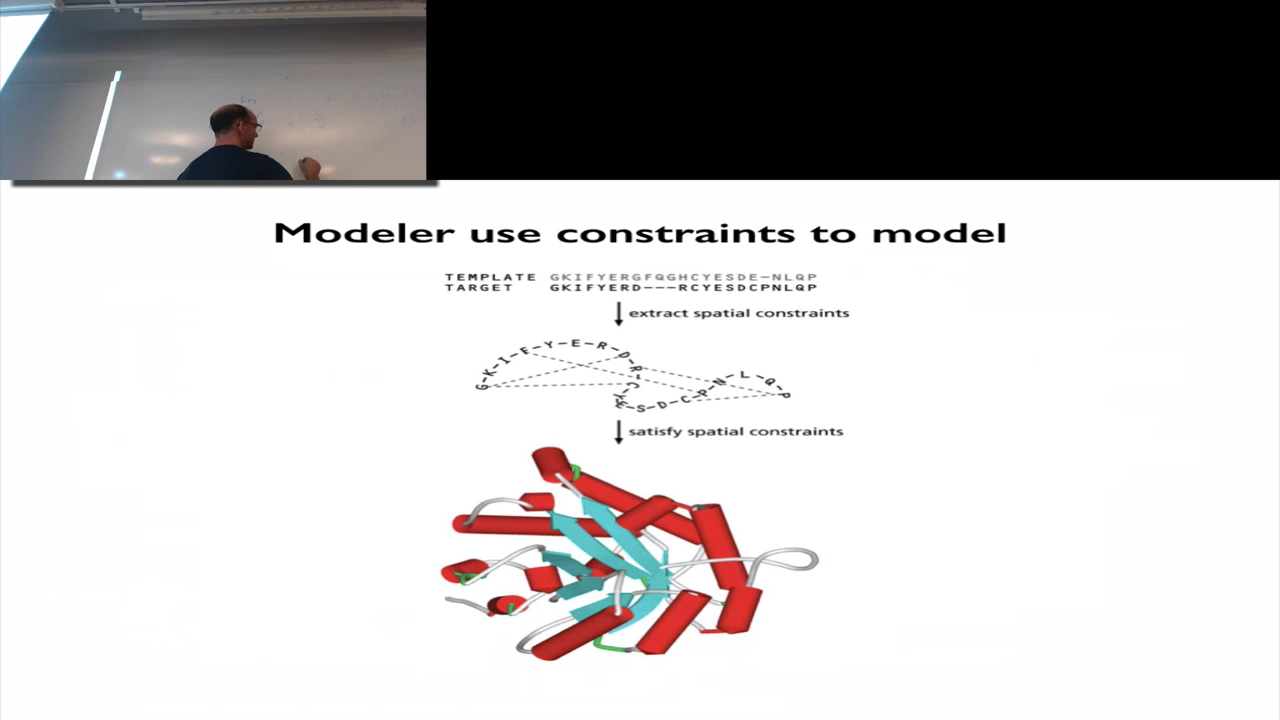 Modeler use constraints to model
TEMPLATE GKIFYERGFQGHCYESDE-NLQP
TARGET GKIFYERD---RCYESDCPNLQP
extract spatial constraints
G-K-I-F-Y-E-R-D-R-C-Y-E-S-D-C-P-N-L-Q-P
satisfy spatial constraints